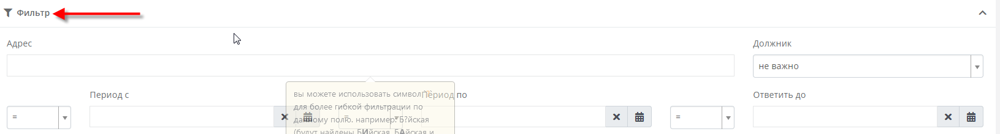 Фильтр
Адрес
Должник
не важно
Период с
Период по
Ответить до
=
=
=
вы можете использовать символ
для более гибкой фильтрации по
данному полю. например: Б?йская
(будут найдены БИйская, БАйская и